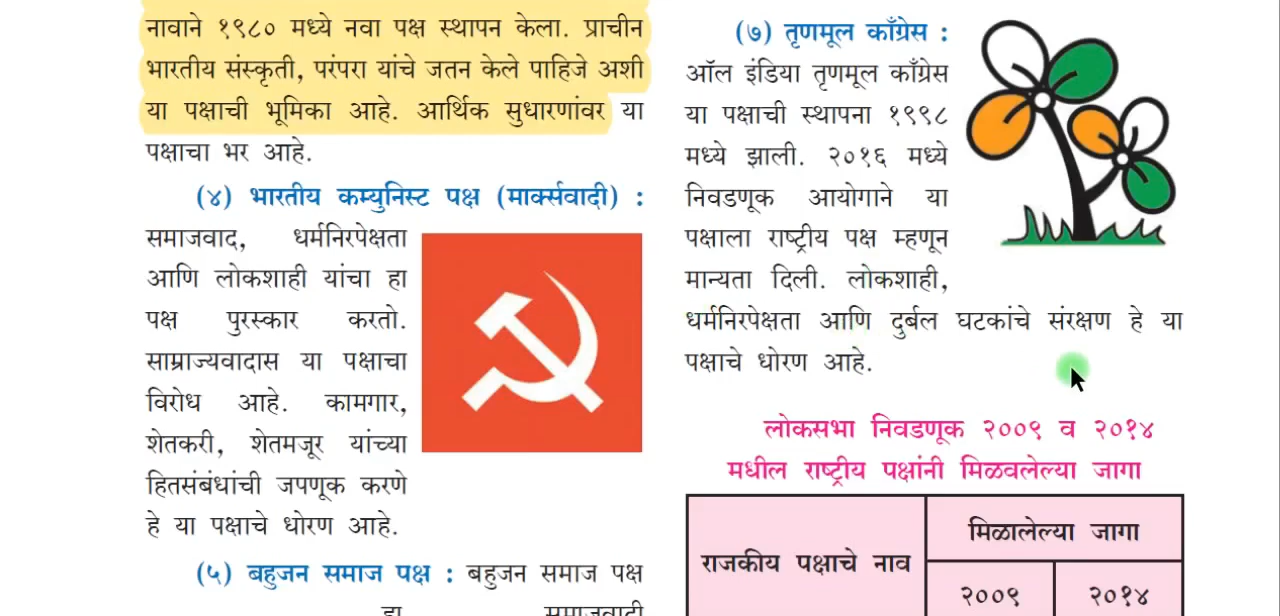 नावाने १९८० मध्ये नवा पक्ष स्थापन केला. प्राचीन
भारतीय संस्कृती, परंपरा यांचे जतन केले पाहिजे अशी
या पक्षाची भूमिका आहे. आर्थिक सुधारणांवर या
पक्षाचा भर आहे.
(४) भारतीय कम्युनिस्ट पक्ष (मार्क्सवादी) :
समाजवाद, धर्मनिरपेक्षता
आणि लोकशाही यांचा हा
पक्ष पुरस्कार करतो.
साम्राज्यवादास या पक्षाचा
विरोध आहे. कामगार,
शेतकरी, शेतमजूर यांच्या
हितसंबंधांची जपणूक करणे
हे या पक्षाचे धोरण आहे.
(५) बहुजन समाज पक्ष : बहुजन समाज पक्ष
हा समाजवादी
(७) तृणमूल काँग्रेस :
ऑल इंडिया तृणमूल काँग्रेस
या पक्षाची स्थापना १९९८
मध्ये झाली. २०१६ मध्ये
निवडणूक आयोगाने या
पक्षाला राष्ट्रीय पक्ष म्हणून
मान्यता दिली. लोकशाही,
धर्मनिरपेक्षता आणि दुर्बल घटकांचे संरक्षण हे या
पक्षाचे धोरण आहे.
लोकसभा निवडणूक २००९ व २०१४
मधील राष्ट्रीय पक्षांनी मिळवलेल्या जागा
राजकीय पक्षाचे नाव
मिळालेल्या जागा
२००९ २०१४